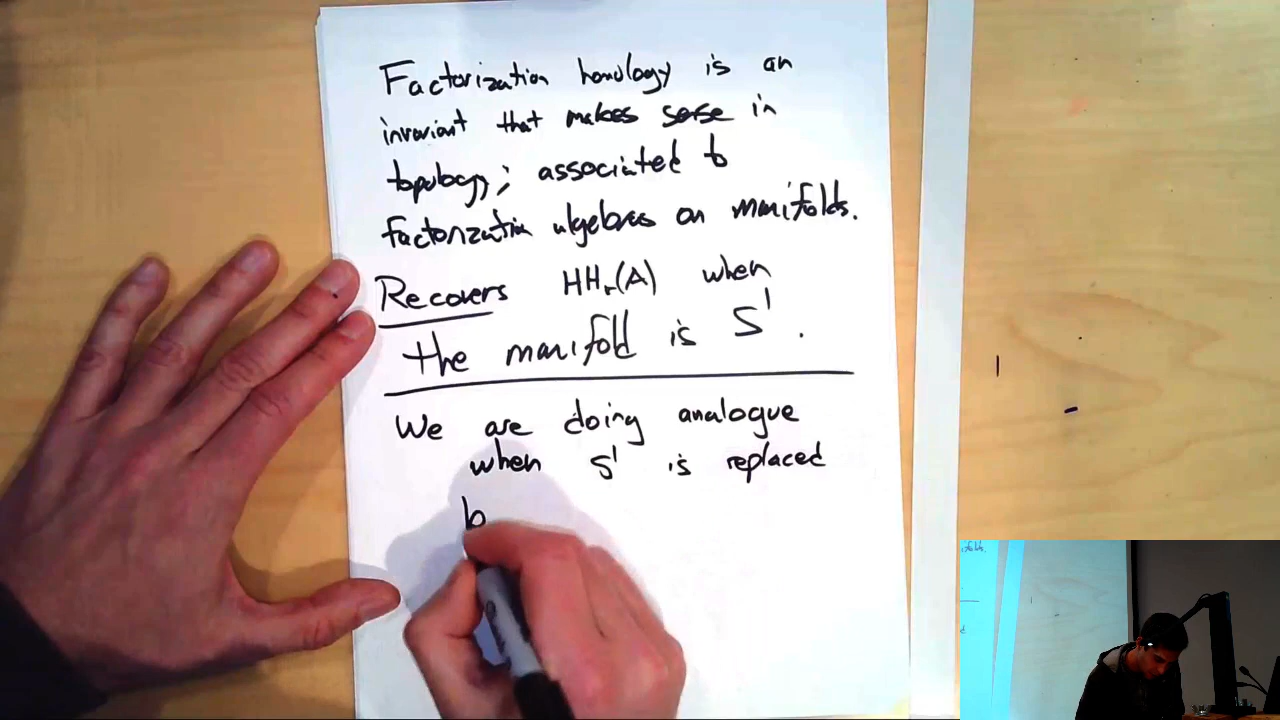 Factorization homology is an
invariant that makes sense in
topology; associated to
factorization algebras on manifolds.
Recovers HH*(A) when
the manifold is S¹.
We are doing analogue
when S¹ is replaced
b